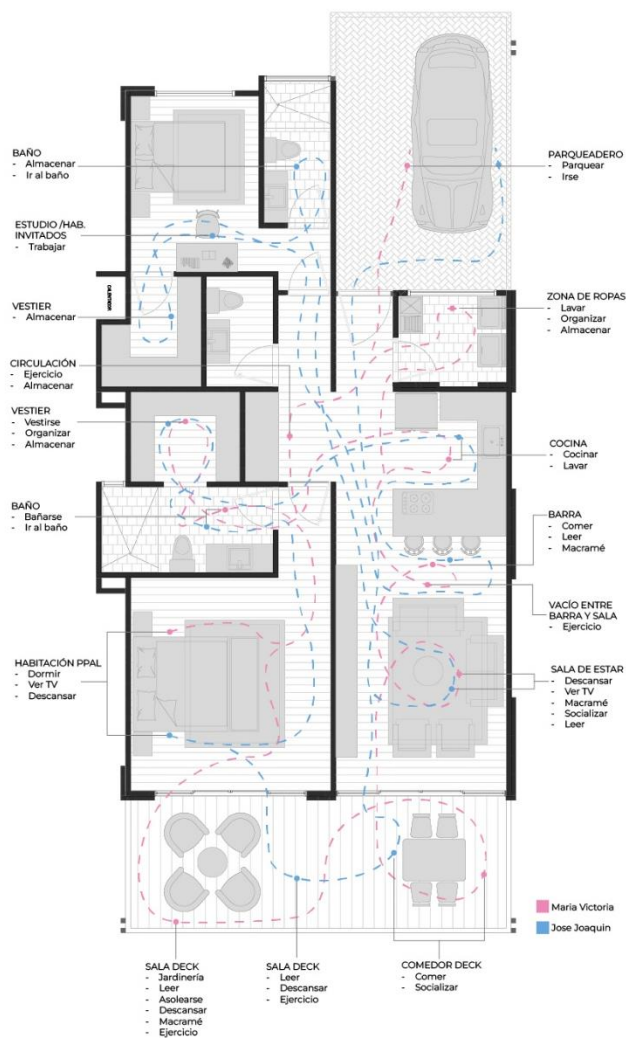 BAÑO
- Almacenar
- Ir al baño
PARQUEADERO
- Parquear
- Irse
ESTUDIO /HAB.
INVITADOS
- Trabajar
CALENTADOR
VESTIER
- Almacenar
ZONA DE ROPAS
- Lavar
- Organizar
- Almacenar
CIRCULACIÓN
- Ejercicio
- Almacenar
VESTIER
- Vestirse
- Organizar
- Almacenar
COCINA
- Cocinar
- Lavar
BAÑO
- Bañarse
- Ir al baño
BARRA
- Comer
- Leer
- Macramé
VACÍO ENTRE
BARRA Y SALA
- Ejercicio
HABITACIÓN PPAL
- Dormir
- Ver TV
- Descansar
SALA DE ESTAR
- Descansar
- Ver TV
- Macramé
- Socializar
- Leer
Maria Victoria
Jose Joaquin
SALA DECK
- Jardinería
- Leer
- Asolearse
- Descansar
- Macramé
- Ejercicio
SALA DECK
- Leer
- Descansar
- Ejercicio
COMEDOR DECK
- Comer
- Socializar